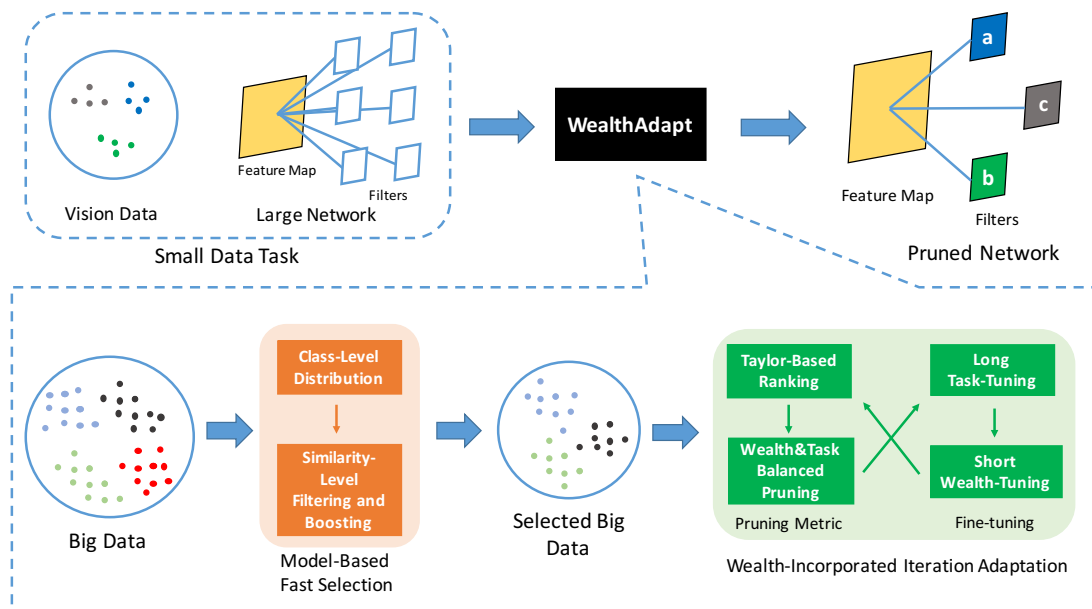 Vision Data
Feature Map
Filters
Large Network
Small Data Task
WealthAdapt
a
c
b
Feature Map
Filters
Pruned Network
Big Data
Class-Level
Distribution
Similarity-
Level
Filtering and
Boosting
Model-Based
Fast Selection
Selected Big
Data
Taylor-Based
Ranking
Wealth&Task
Balanced
Pruning
Pruning Metric
Long
Task-Tuning
Short
Wealth-Tuning
Fine-tuning
Wealth-Incorporated Iteration Adaptation